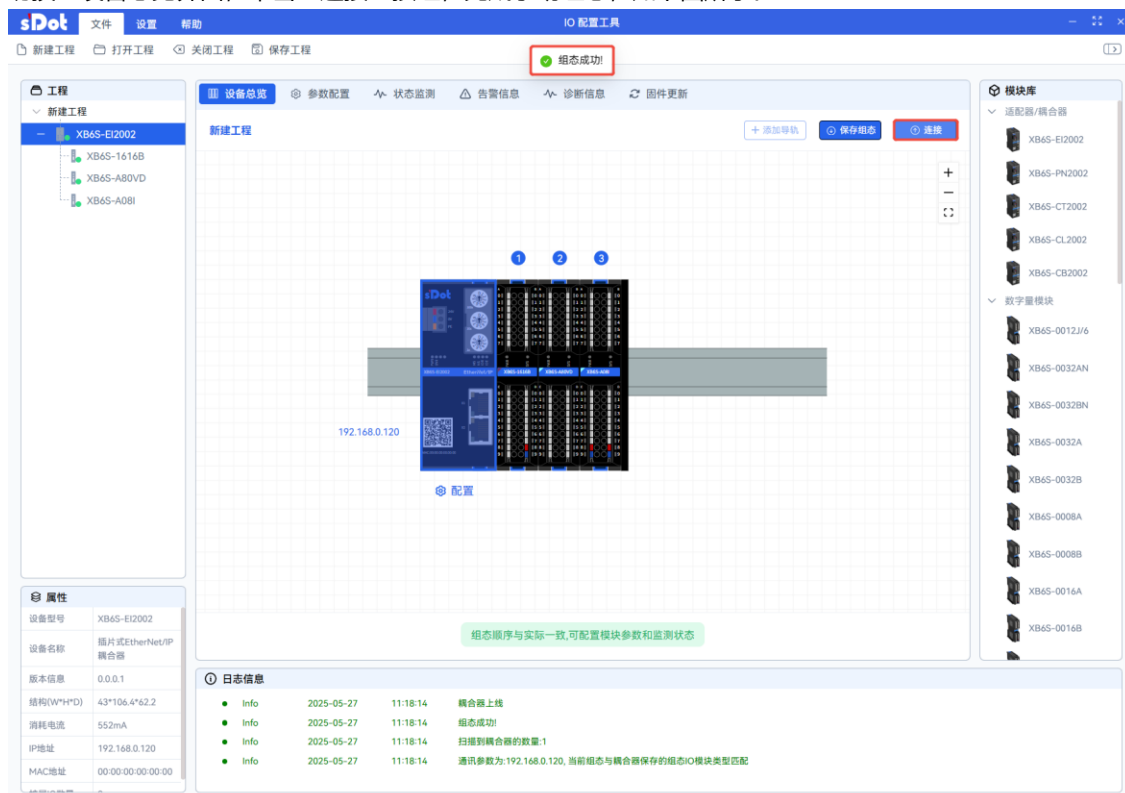 sDot 文件 设置 帮助 IO 配置工具
新建工程 打开工程 关闭工程 保存工程
组态成功!
工程
新建工程
XB6S-EI2002
XB6S-1616B
XB6S-A80VD
XB6S-A08I
设备总览 参数配置 状态监测 告警信息 诊断信息 固件更新
新建工程 添加导轨 保存组态 连接
1 2 3
sDot
192.168.0.120
配置
组态顺序与实际一致,可配置模块参数和监测状态
模块库
适配器/耦合器
XB6S-EI2002
XB6S-PN2002
XB6S-CT2002
XB6S-CL2002
XB6S-CB2002
数字量模块
XB6S-0012J/6
XB6S-0032AN
XB6S-0032BN
XB6S-0032A
XB6S-0032B
XB6S-0008A
XB6S-0008B
XB6S-0016A
XB6S-0016B
属性
设备型号 XB6S-EI2002
设备名称 插片式EtherNet/IP
耦合器
版本信息 0.0.0.1
结构(W*H*D) 43*106.4*62.2
消耗电流 552mA
IP地址 192.168.0.120
MAC地址 00:00:00:00:00:00
日志信息
Info 2025-05-27 11:18:14 耦合器上线
Info 2025-05-27 11:18:14 组态成功!
Info 2025-05-27 11:18:14 扫描到耦合器的数量:1
Info 2025-05-27 11:18:14 通讯参数为:192.168.0.120, 当前组态与耦合器保存的组态IO模块类型匹配